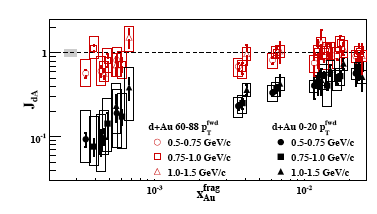 1
J_dA
10^-1
d+Au 60-88 p_T^fwd
d+Au 0-20 p_T^fwd
0.5-0.75 GeV/c
0.5-0.75 GeV/c
0.75-1.0 GeV/c
0.75-1.0 GeV/c
1.0-1.5 GeV/c
1.0-1.5 GeV/c
10^-3
10^-2
x_Au^frag